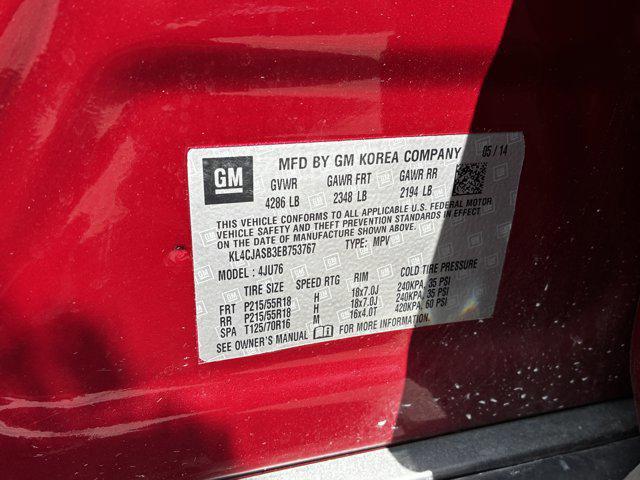 GM
MFD BY GM KOREA COMPANY 05/14
GVWR GAWR FRT GAWR RR
4286 LB 2348 LB 2194 LB
THIS VEHICLE CONFORMS TO ALL APPLICABLE U.S. FEDERAL MOTOR
VEHICLE SAFETY AND THEFT PREVENTION STANDARDS IN EFFECT
ON THE DATE OF MANUFACTURE SHOWN ABOVE.
KL4CJASB3EB753767 TYPE: MPV
MODEL: 4JU76
TIRE SIZE SPEED RTG RIM COLD TIRE PRESSURE
FRT P215/55R18 H 18x7.0J 240KPA, 35 PSI
RR P215/55R18 H 18x7.0J 240KPA, 35 PSI
SPA T125/70R16 M 16x4.0T 420KPA, 60 PSI
SEE OWNER'S MANUAL FOR MORE INFORMATION.